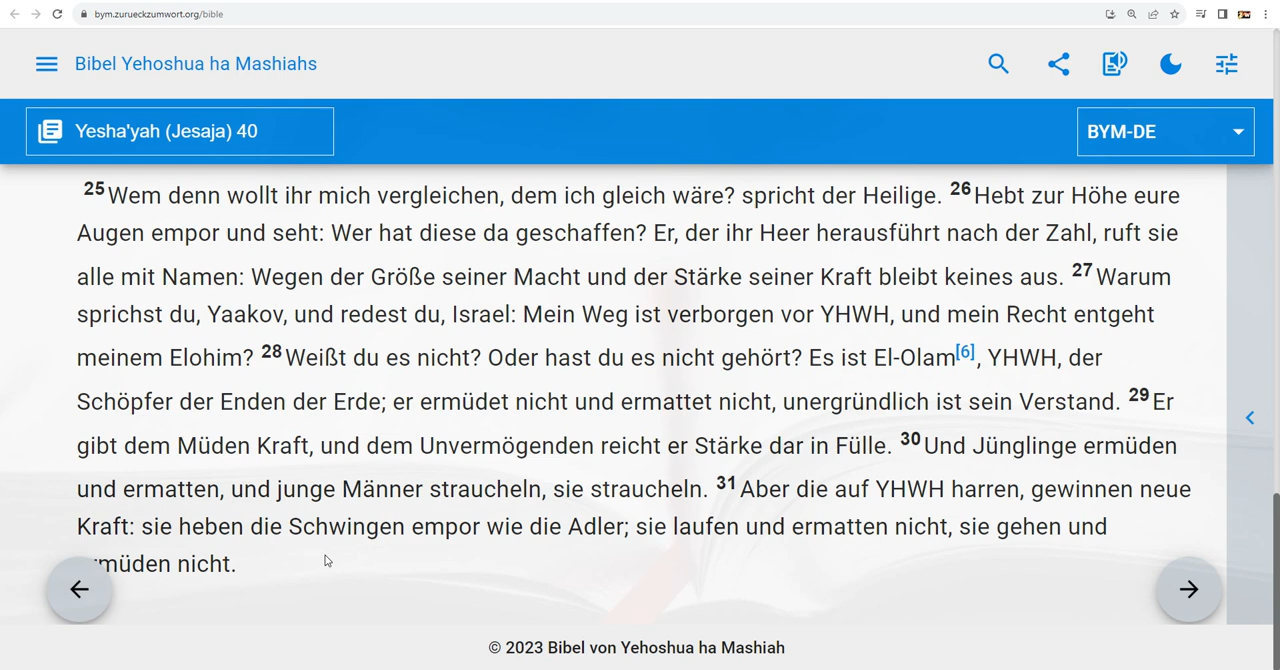 bym.zurueckzumwort.org/bible
Bibel Yehoshua ha Mashiahs
Yesha'yah (Jesaja) 40
BYM-DE
25 Wem denn wollt ihr mich vergleichen, dem ich gleich wäre? spricht der Heilige. 26 Hebt zur Höhe eure
Augen empor und seht: Wer hat diese da geschaffen? Er, der ihr Heer herausführt nach der Zahl, ruft sie
alle mit Namen: Wegen der Größe seiner Macht und der Stärke seiner Kraft bleibt keines aus. 27 Warum
sprichst du, Yaakov, und redest du, Israel: Mein Weg ist verborgen vor YHWH, und mein Recht entgeht
meinem Elohim? 28 Weißt du es nicht? Oder hast du es nicht gehört? Es ist El-Olam[6], YHWH, der
Schöpfer der Enden der Erde; er ermüdet nicht und ermattet nicht, unergründlich ist sein Verstand. 29 Er
gibt dem Müden Kraft, und dem Unvermögenden reicht er Stärke dar in Fülle. 30 Und Jünglinge ermüden
und ermatten, und junge Männer straucheln, sie straucheln. 31 Aber die auf YHWH harren, gewinnen neue
Kraft: sie heben die Schwingen empor wie die Adler; sie laufen und ermatten nicht, sie gehen und
ermüden nicht.
© 2023 Bibel von Yehoshua ha Mashiah